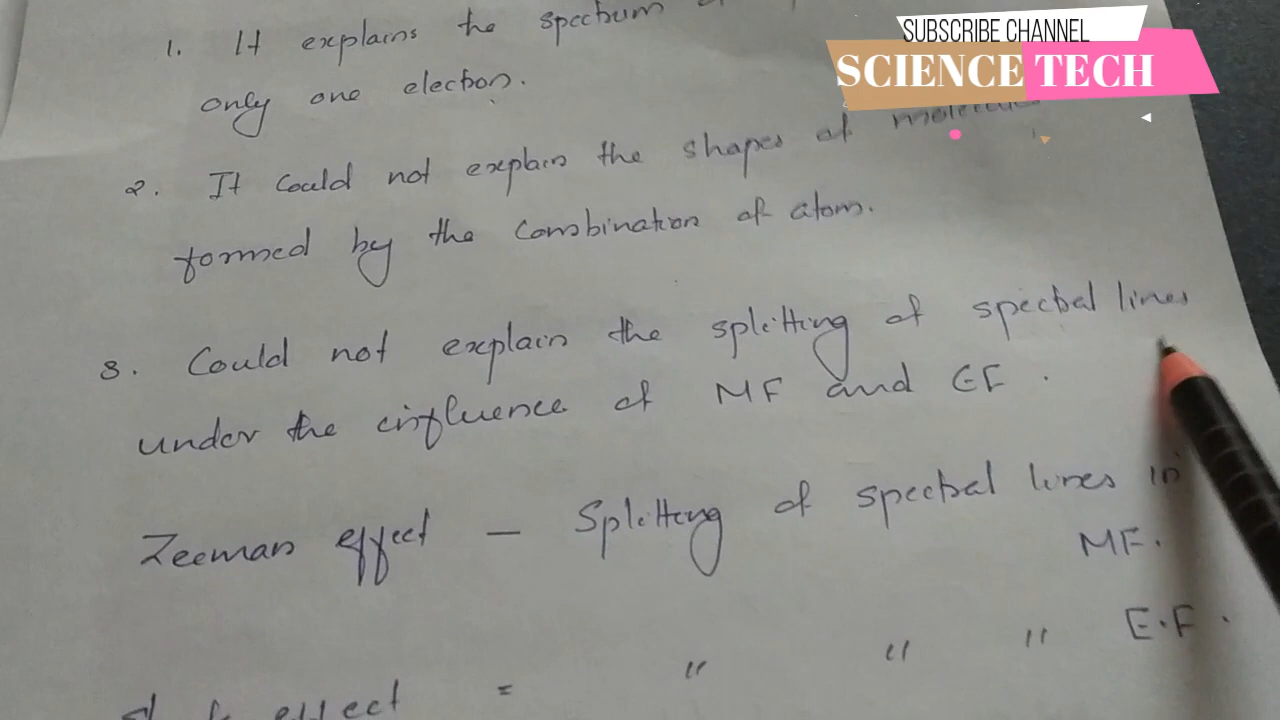 SUBSCRIBE CHANNEL
SCIENCE TECH
1. It explains the spectrum
only one electron.
2. It could not explain the shapes of
formed by the combination of atom.
3. Could not explain the splitting of spectral lines
under the influence of MF and EF.
Zeeman effect — Splitting of spectral lines in
MF.
effect = " " " E.F.